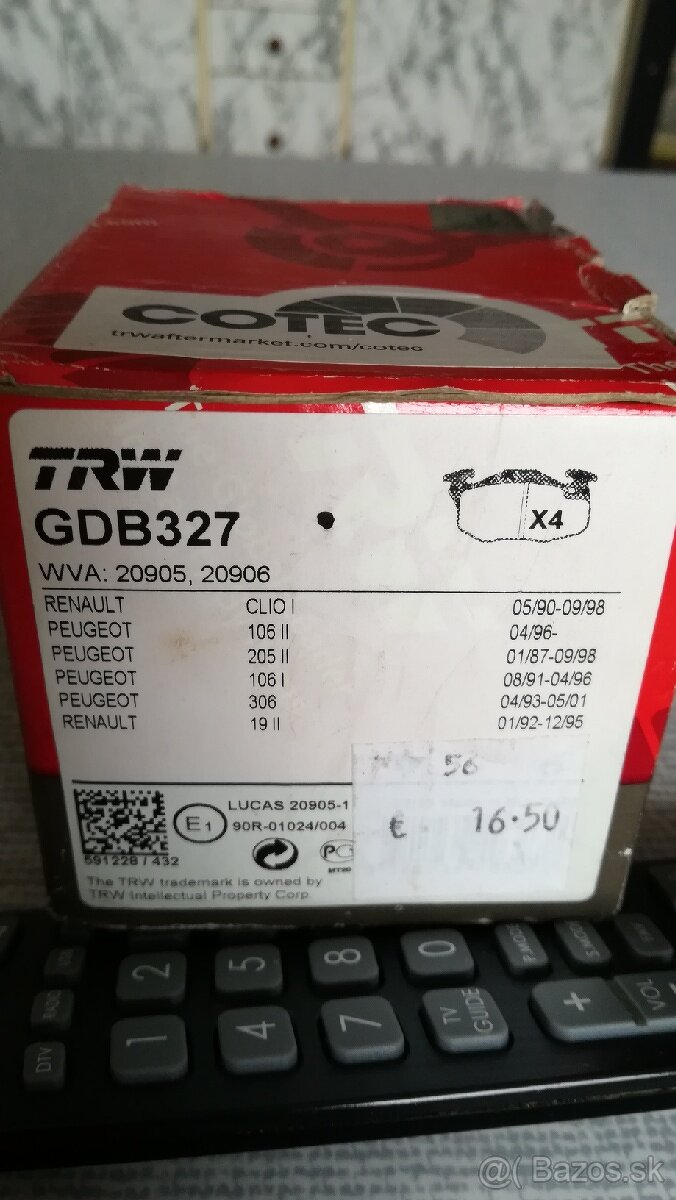 COTEC
trwaftermarket.com/cotec
TRW
GDB327
X4
WVA: 20905, 20906
RENAULT CLIO I 05/90-09/98
PEUGEOT 106 II 04/96-
PEUGEOT 205 II 01/87-09/98
PEUGEOT 106 I 08/91-04/96
PEUGEOT 306 04/93-05/01
RENAULT 19 II 01/92-12/95
56
€ 16.50
LUCAS 20905-1
E1 90R-01024/004
591228 / 432
The TRW trademark is owned by
TRW Intellectual Property Corp.
2 5 8 0 P.MODE S.MODE
1 4 7 TV GUIDE + VOL
DTV
@( Bazos.sk